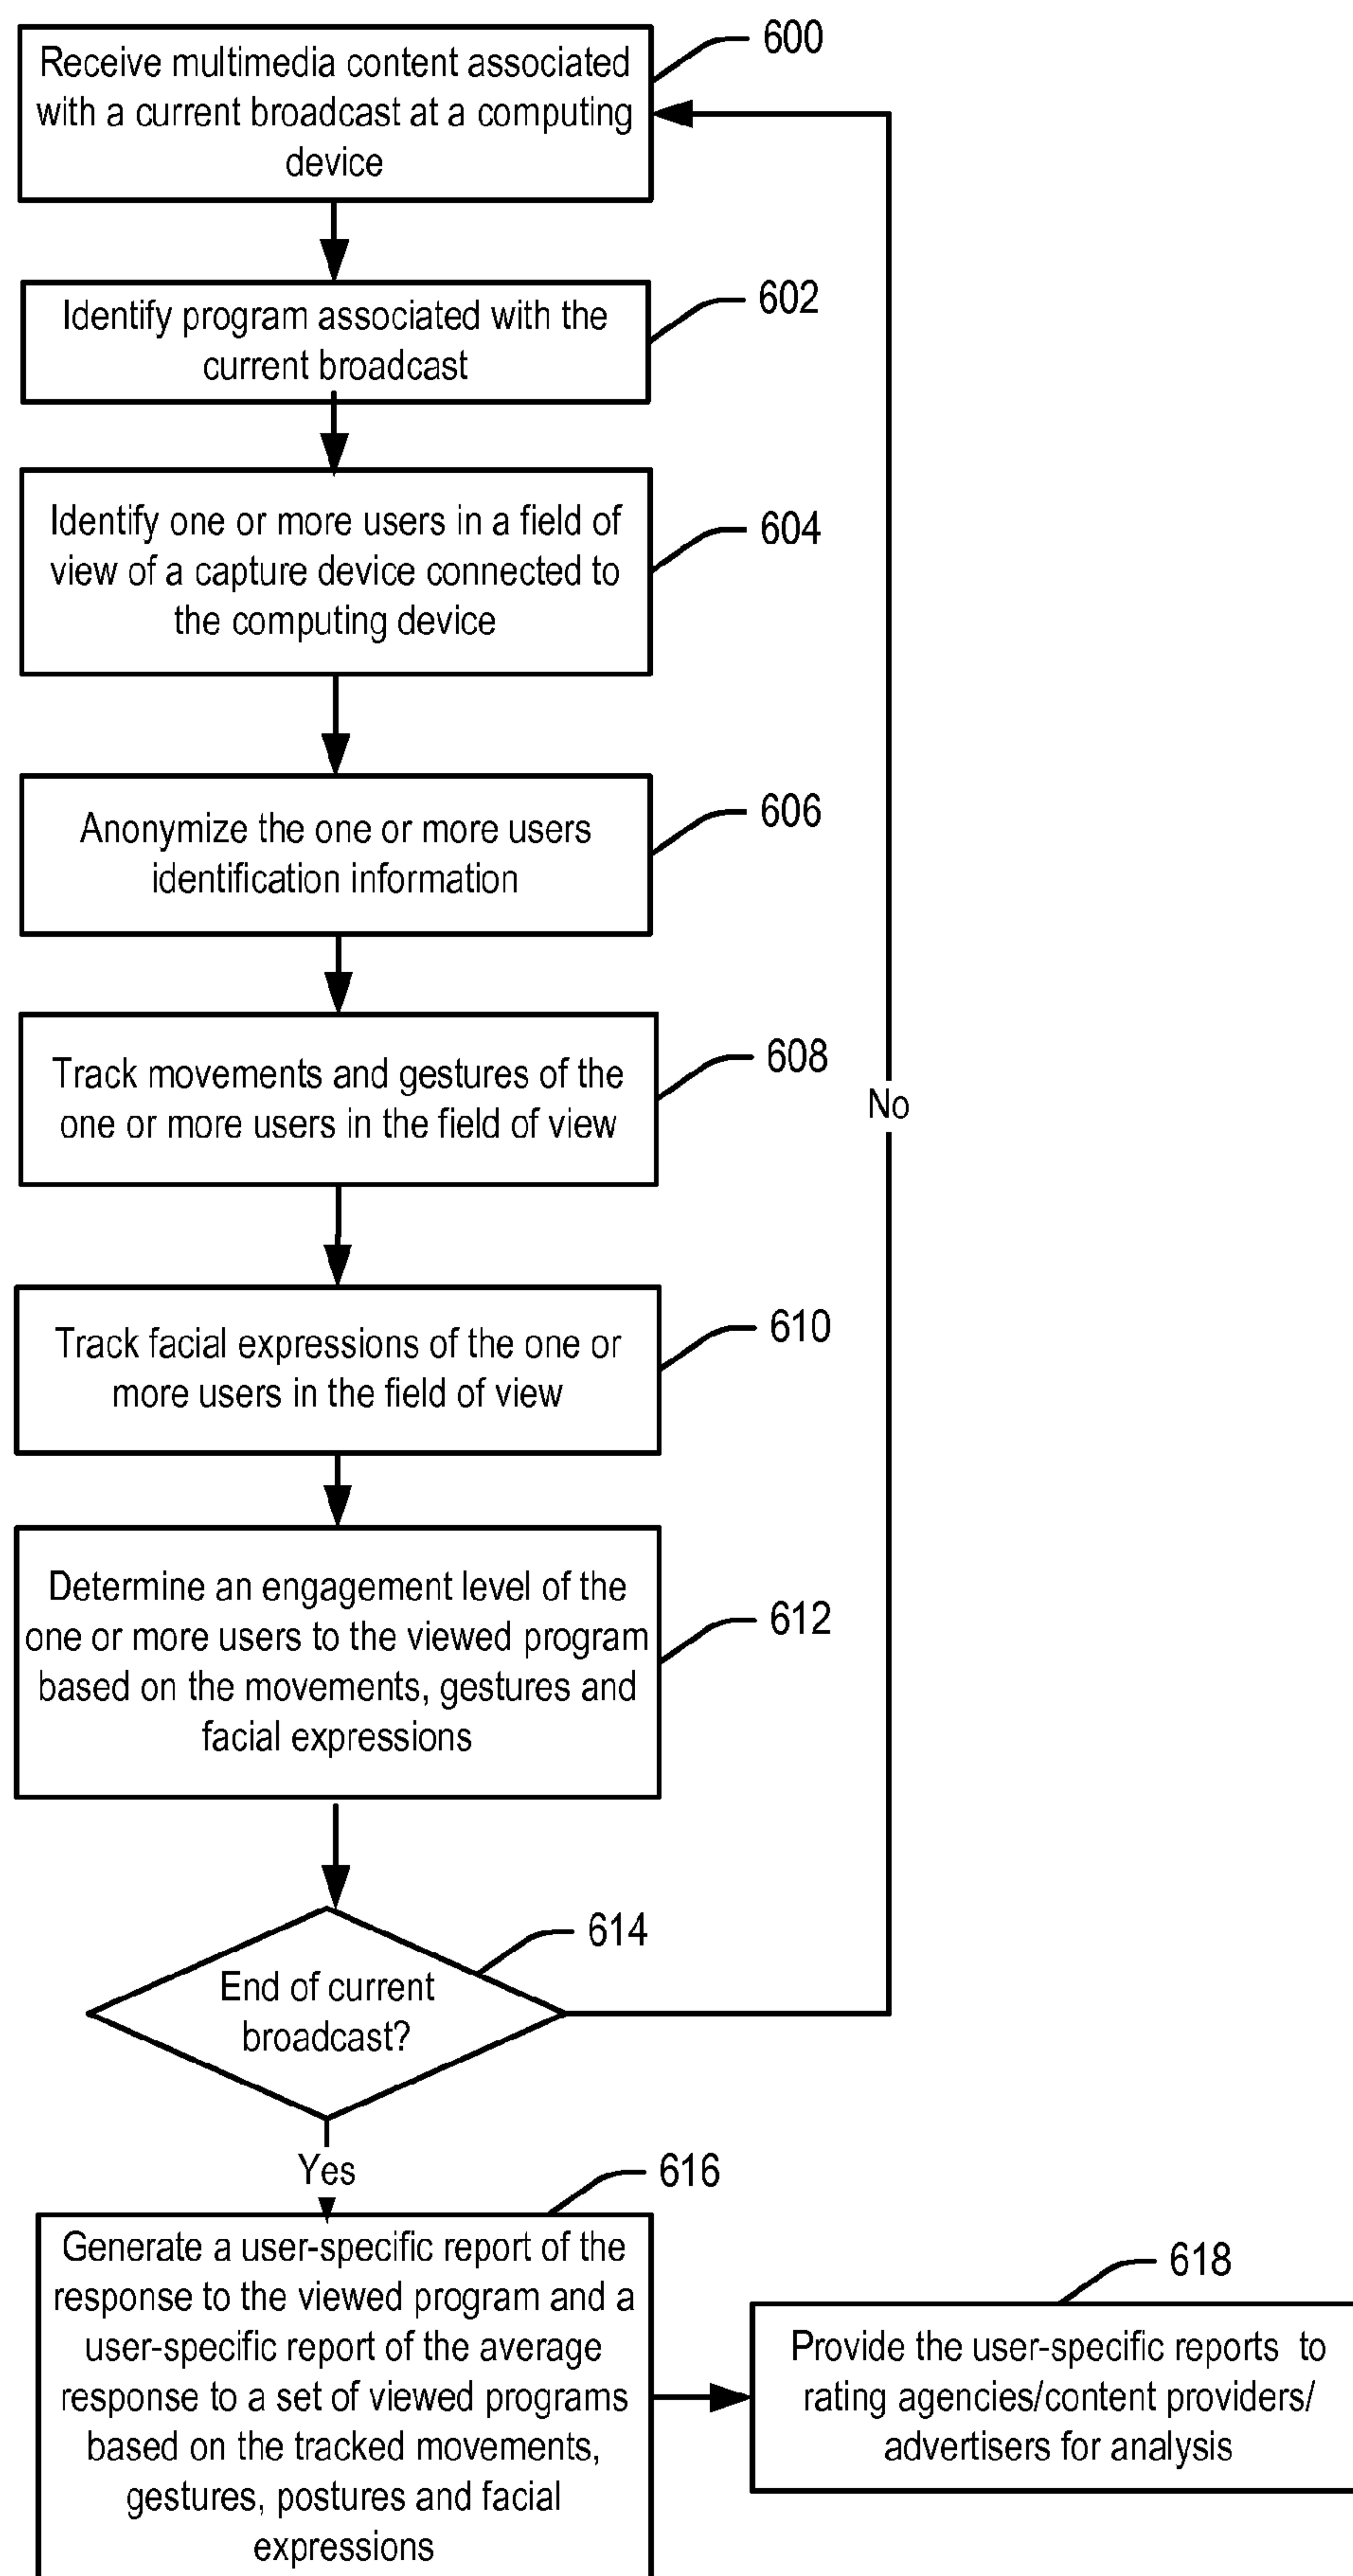 Receive multimedia content associated
with a current broadcast at a computing
device
600
Identify program associated with the
current broadcast
602
Identify one or more users in a field of
view of a capture device connected to
the computing device
604
Anonymize the one or more users
identification information
606
Track movements and gestures of the
one or more users in the field of view
608
No
Track facial expressions of the one or
more users in the field of view
610
Determine an engagement level of the
one or more users to the viewed program
based on the movements, gestures and
facial expressions
612
End of current
broadcast?
614
Yes
Generate a user-specific report of the
response to the viewed program and a
user-specific report of the average
response to a set of viewed programs
based on the tracked movements,
gestures, postures and facial
expressions
616
Provide the user-specific reports to
rating agencies/content providers/
advertisers for analysis
618